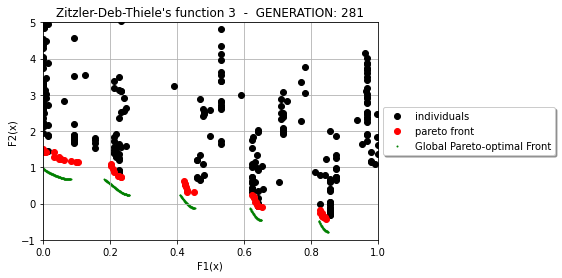 Zitzler-Deb-Thiele's function 3 - GENERATION: 281
5
4
3
2
1
0
−1
F2(x)
0.0 0.2 0.4 0.6 0.8 1.0
F1(x)
individuals
pareto front
Global Pareto-optimal Front